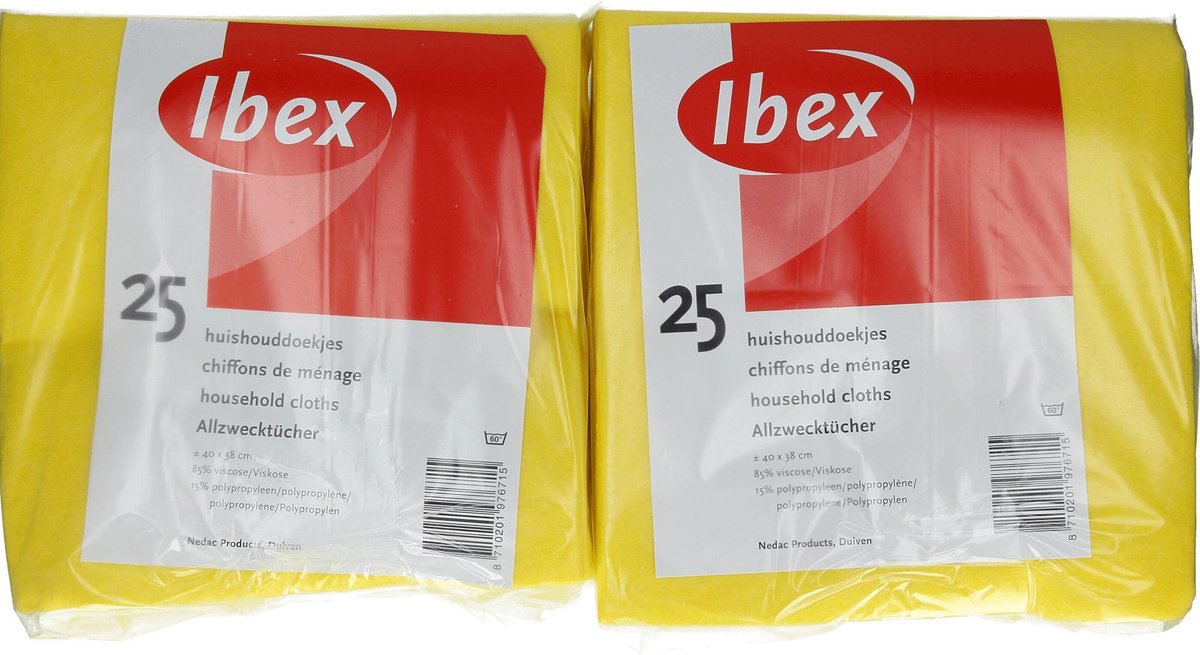 Ibex
25
huishouddoekjes
chiffons de ménage
household cloths
Allzwecktücher
± 40 x 38 cm
85% viscose/Viskose
15% polypropyleen/polypropylène/
polypropylene/Polypropylen
60°
8 710201 976715
Nedac Products, Duiven
Ibex
25
huishouddoekjes
chiffons de ménage
household cloths
Allzwecktücher
± 40 x 38 cm
85% viscose/Viskose
15% polypropyleen/polypropylène/
polypropylene/Polypropylen
60°
8 710201 976715
Nedac Products, Duiven